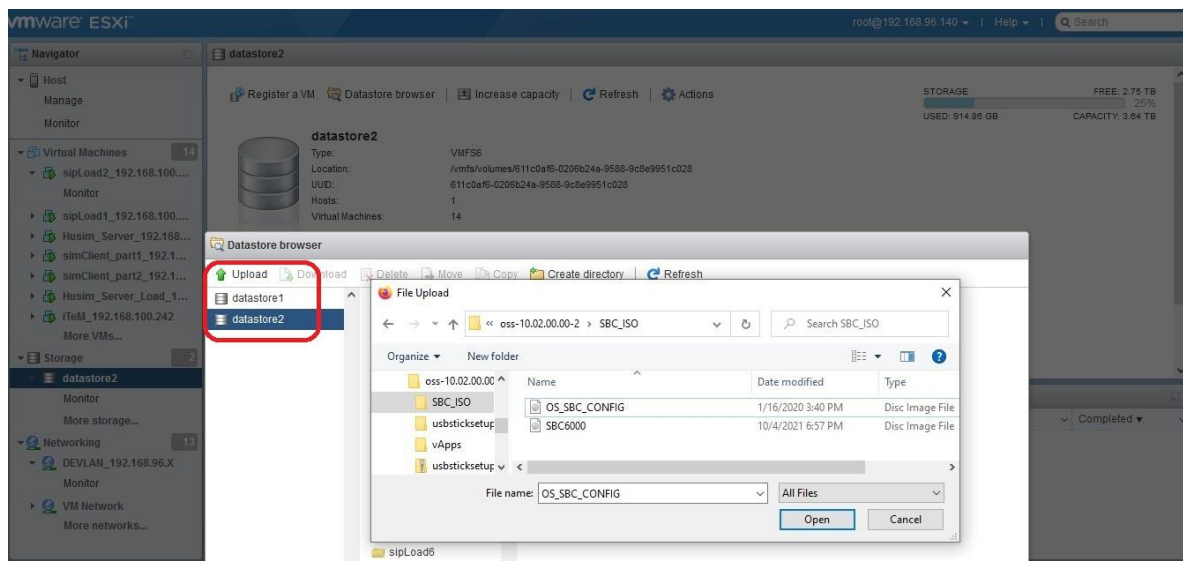 vmware ESXi™
root@192.168.96.140 | Help | Search
Navigator
Host
Manage
Monitor
Virtual Machines 14
sipLoad2_192.168.100....
Monitor
sipLoad1_192.168.100....
Husim_Server_192.168...
simClient_part1_192.1...
simClient_part2_192.1...
Husim_Server_Load_1...
iTeM_192.168.100.242
More VMs...
Storage 2
datastore2
Monitor
More storage...
Networking 13
DEVLAN_192.168.96.X
Monitor
VM Network
More networks...
datastore2
Register a VM Datastore browser | Increase capacity | Refresh | Actions
STORAGE FREE: 2.75 TB
25%
USED: 914.86 GB CAPACITY: 3.64 TB
datastore2
Type: VMFS6
Location: /vmfs/volumes/611c0af6-0206b24a-9588-9c8e9951c028
UUID: 611c0af6-0206b24a-9588-9c8e9951c028
Hosts: 1
Virtual Machines: 14
Completed
Datastore browser
Upload Download Delete Move Copy Create directory | Refresh
datastore1
datastore2
sipLoad6
File Upload
« oss-10.02.00.00-2 › SBC_ISO
Search SBC_ISO
Organize New folder
oss-10.02.00.00
SBC_ISO
usbsticksetup
vApps
usbsticksetup
Name Date modified Type
OS_SBC_CONFIG 1/16/2020 3:40 PM Disc Image File
SBC6000 10/4/2021 6:57 PM Disc Image File
File name: OS_SBC_CONFIG All Files
Open Cancel